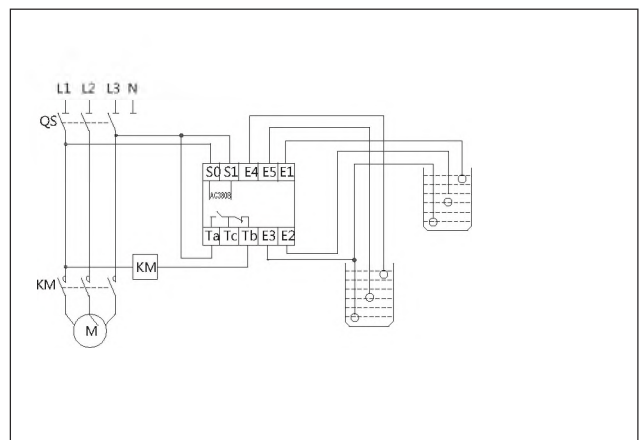 L1 L2 L3 N
QS
S0 S1 E4 E5 E1
AC380B
Ta Tc Tb E3 E2
KM
KM
M